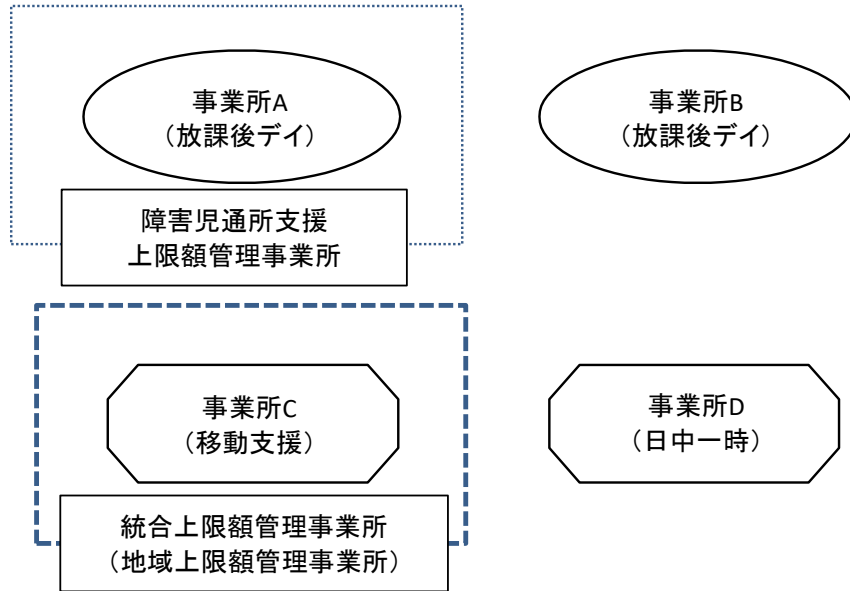 事業所A
（放課後デイ）
事業所B
（放課後デイ）
障害児通所支援
上限額管理事業所
事業所C
（移動支援）
事業所D
（日中一時）
統合上限額管理事業所
（地域上限額管理事業所）